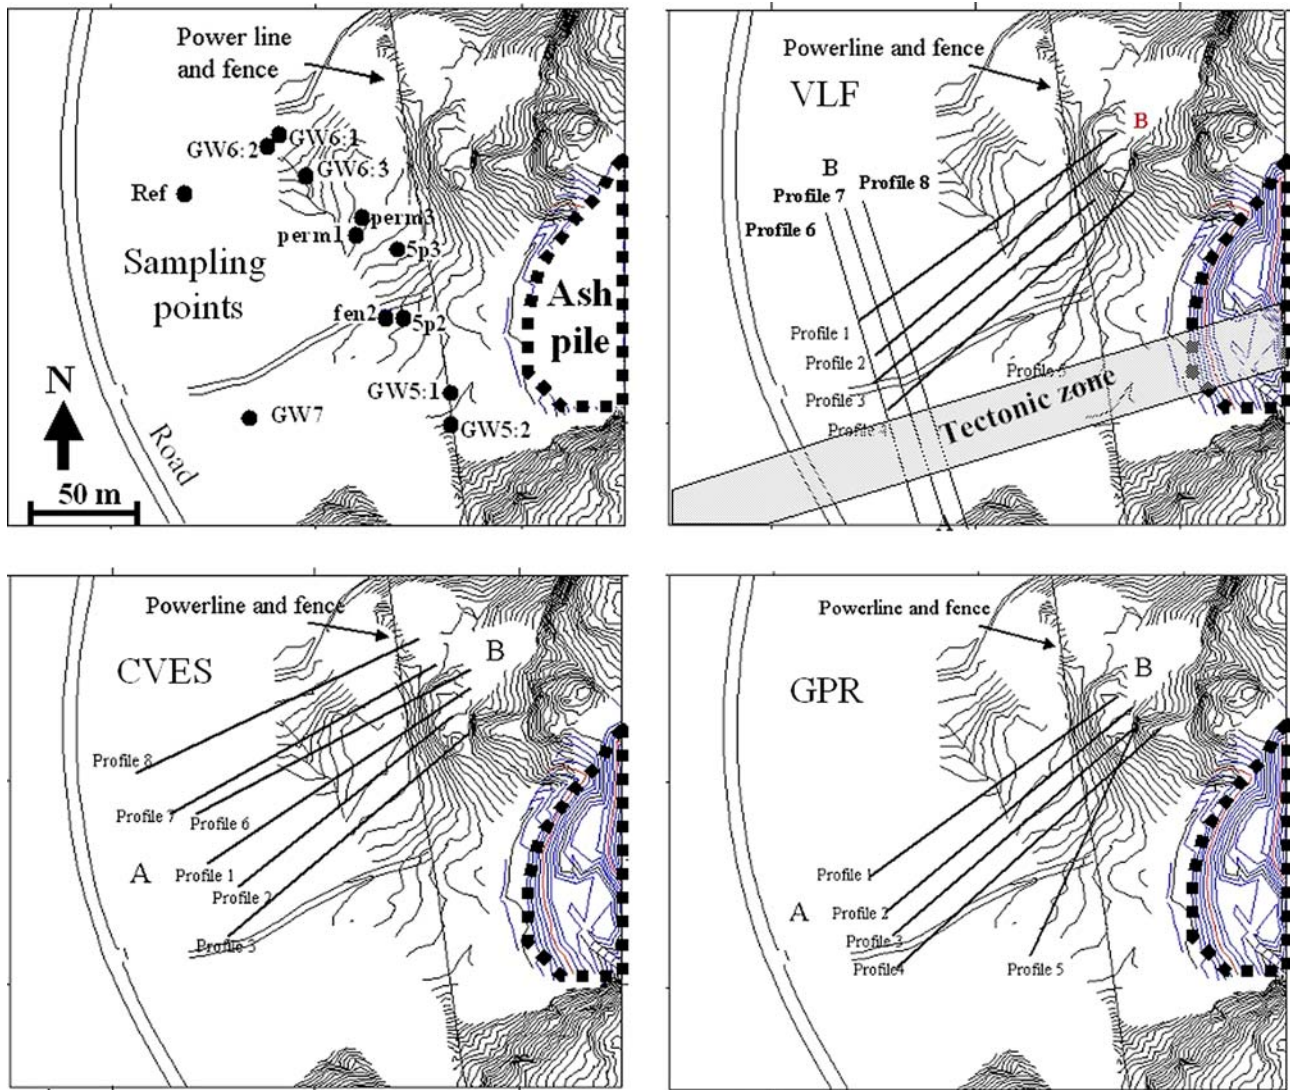 Power line
and fence
GW6:1
GW6:2
GW6:3
Ref
perm3
perm1
5p3
Sampling
points
fen2
5p2
Ash
pile
N
GW5:1
GW7
GW5:2
Road
50 m
Powerline and fence
VLF
B
B
Profile 8
Profile 7
Profile 6
Profile 1
Profile 2
Profile 5
Profile 3
Profile 4
Tectonic zone
A
Powerline and fence
B
CVES
Profile 8
Profile 7
Profile 6
A
Profile 1
Profile 2
Profile 3
Powerline and fence
B
GPR
Profile 1
A
Profile 2
Profile 3
Profile4
Profile 5